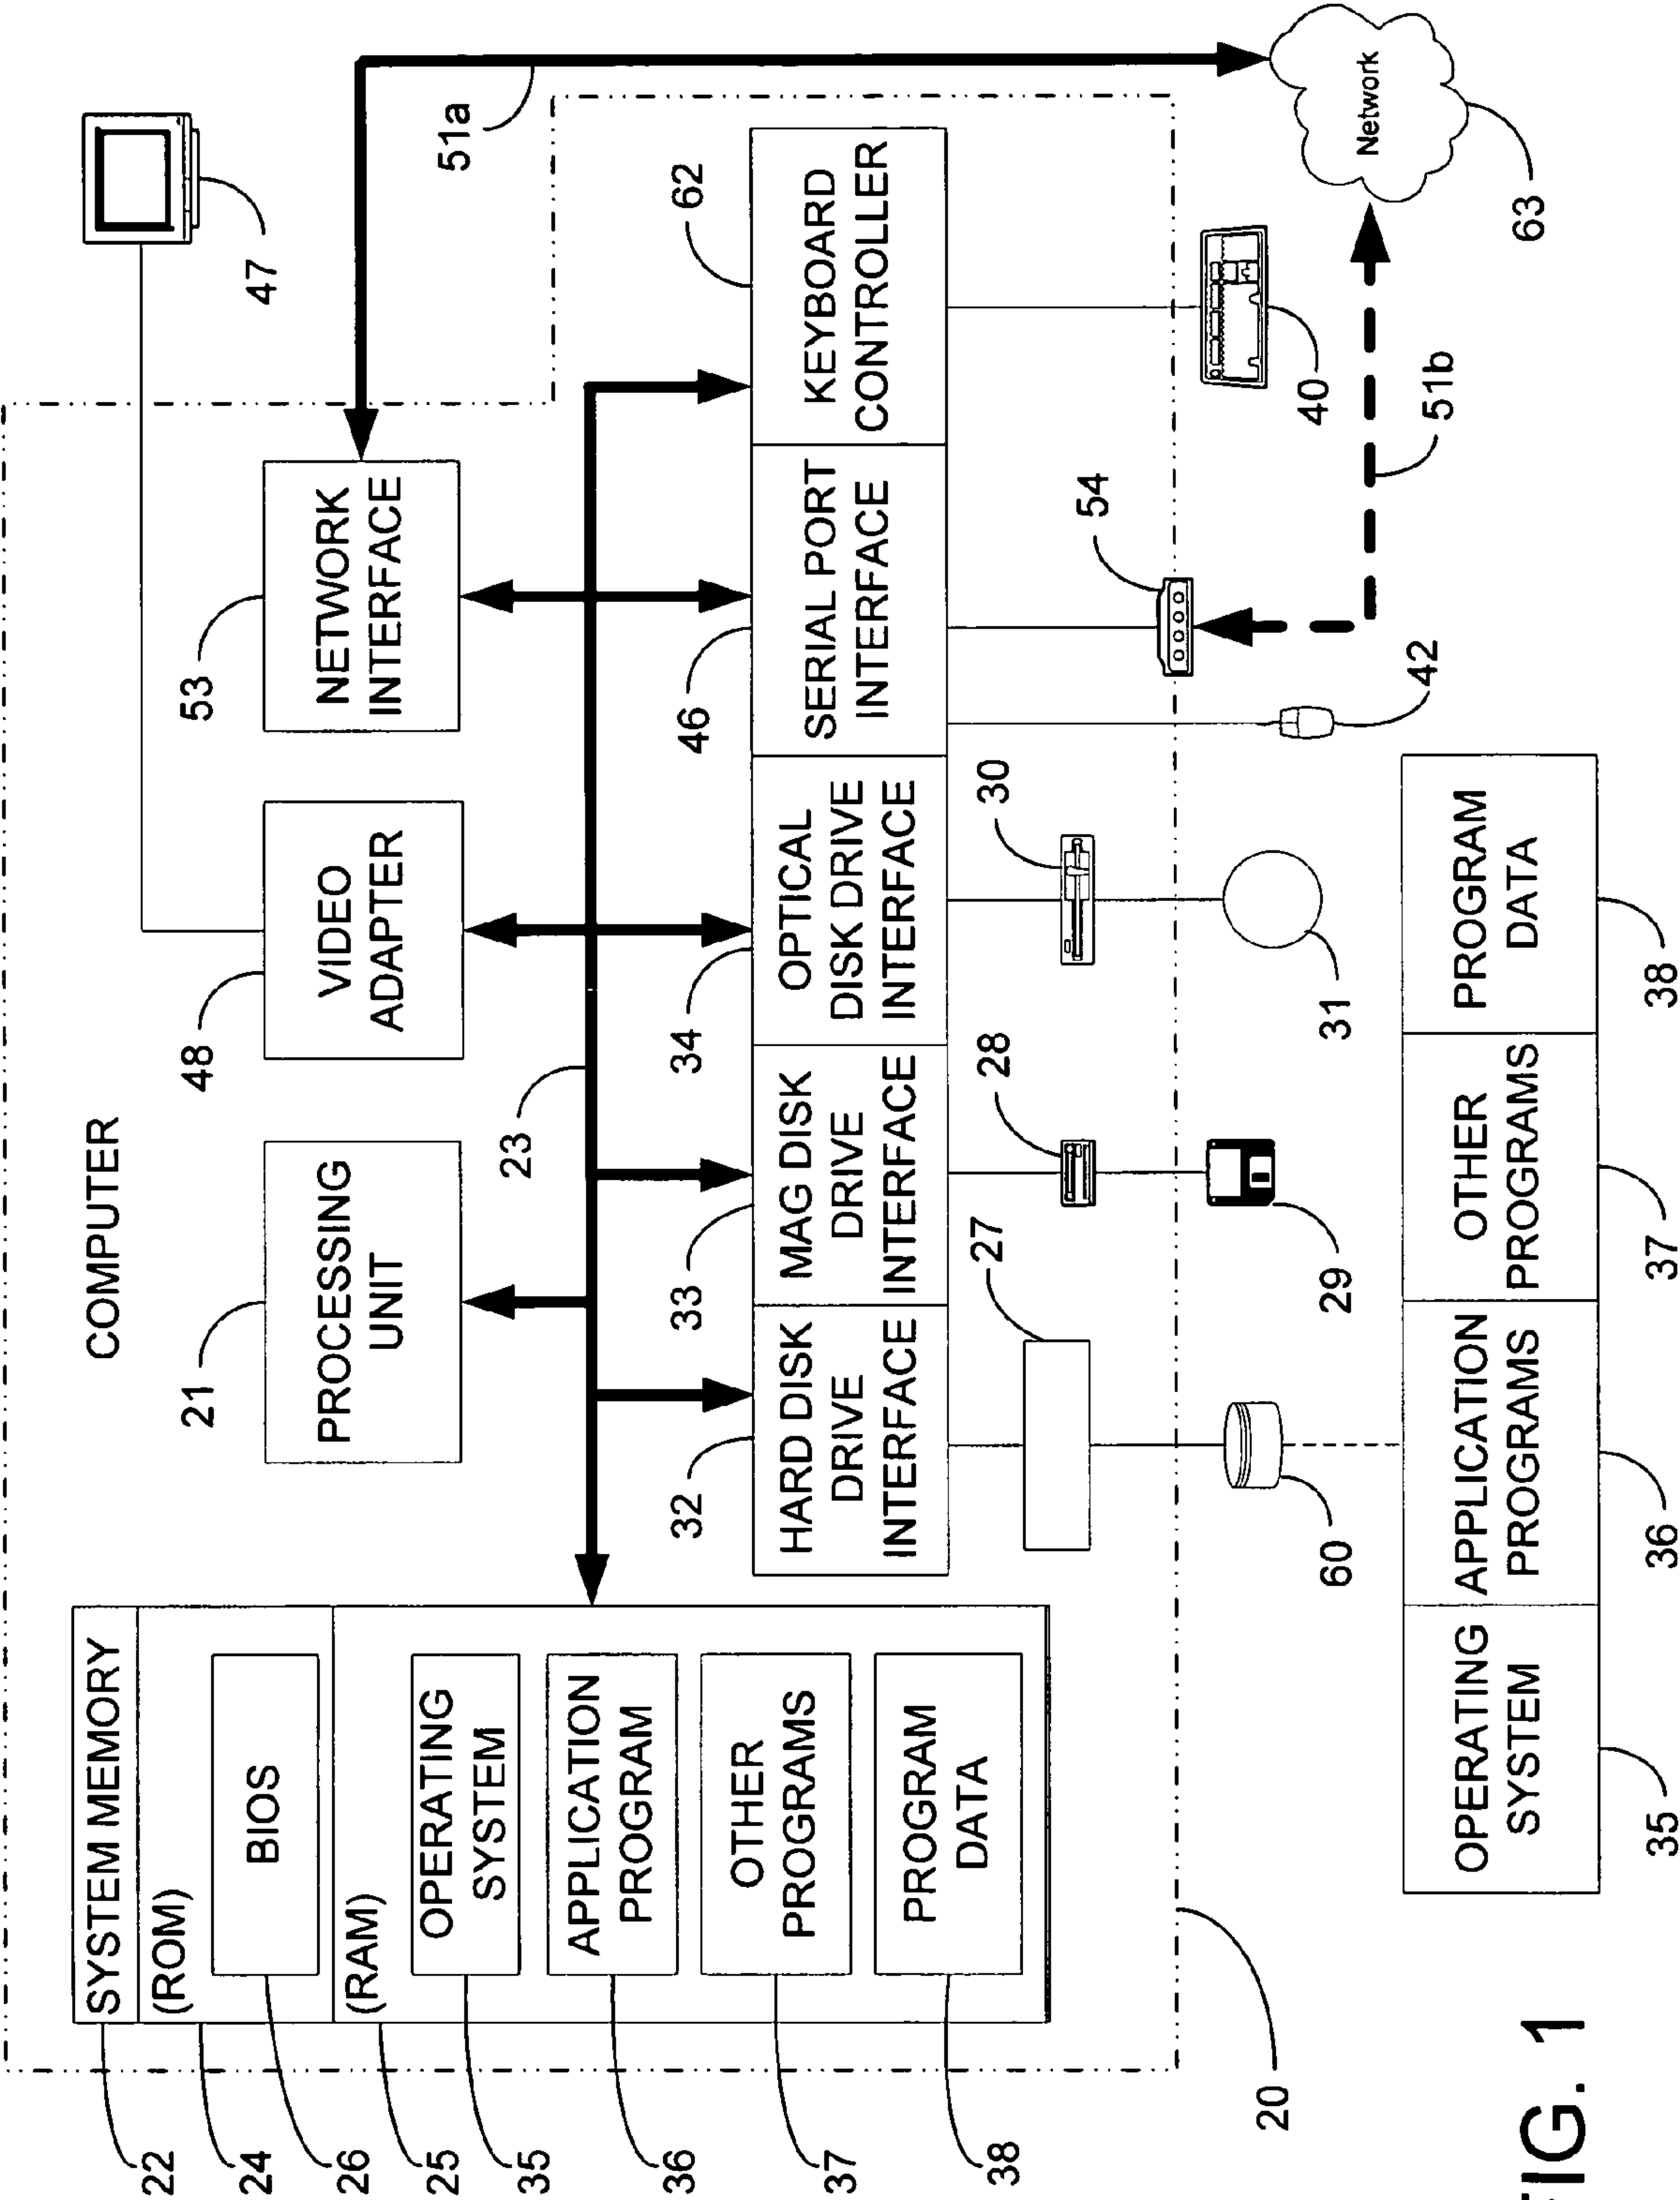 COMPUTER
47
51a
53
NETWORK
INTERFACE
48
VIDEO
ADAPTER
21
PROCESSING
UNIT
23
22
SYSTEM MEMORY
24
(ROM)
26
BIOS
25
(RAM)
35
OPERATING
SYSTEM
36
APPLICATION
PROGRAM
37
OTHER
PROGRAMS
38
PROGRAM
DATA
32
HARD DISK
DRIVE
INTERFACE
33
MAG DISK
DRIVE
INTERFACE
34
OPTICAL
DISK DRIVE
INTERFACE
46
SERIAL PORT
INTERFACE
62
KEYBOARD
CONTROLLER
27
28
30
54
20
60
29
31
42
40
51b
Network
63
OPERATING
SYSTEM
APPLICATION
PROGRAMS
OTHER
PROGRAMS
PROGRAM
DATA
35
36
37
38
FIG. 1